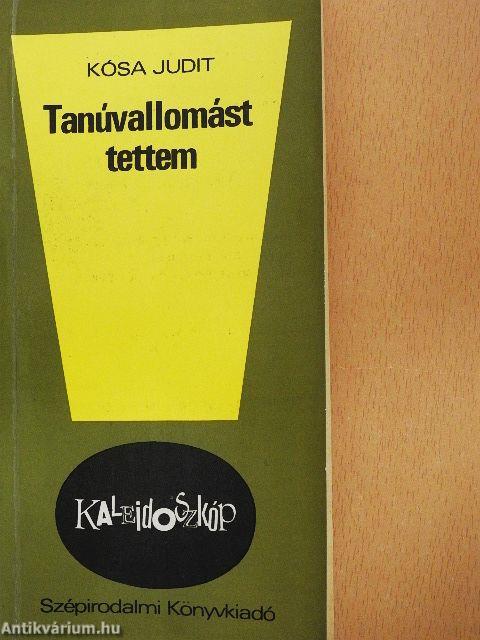 KÓSA JUDIT
Tanúvallomást
tettem
KALEidOSZkóp
Szépirodalmi Könyvkiadó
Antikvárium.hu